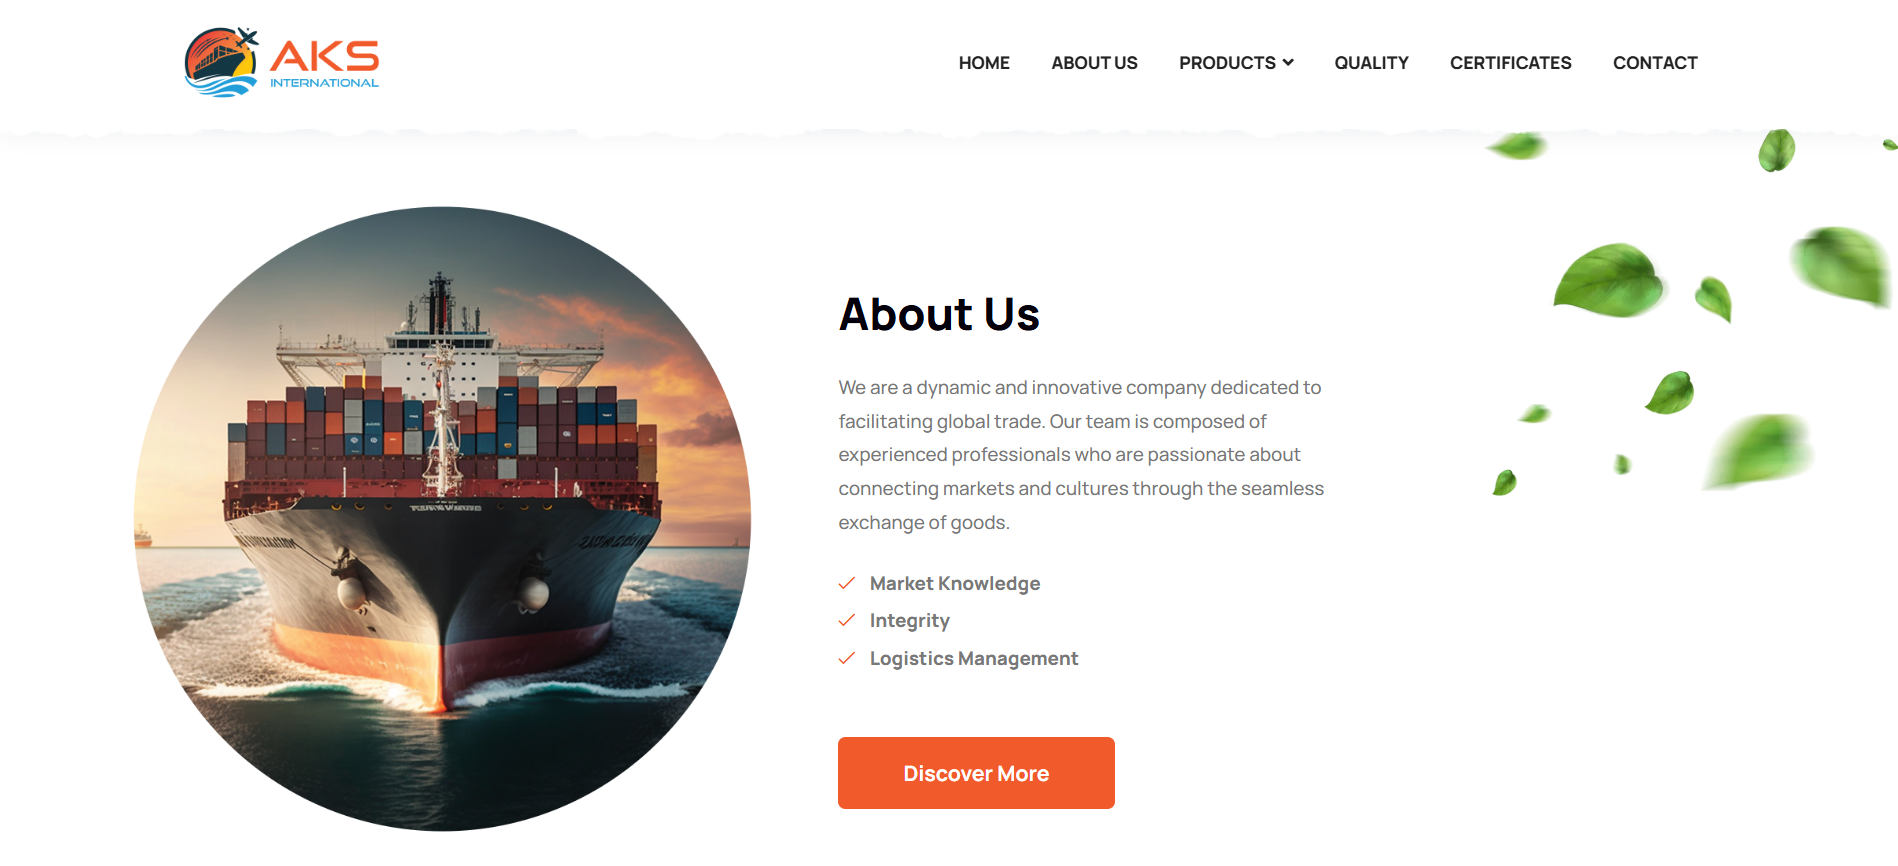 AKS
INTERNATIONAL
HOME
ABOUT US
PRODUCTS
QUALITY
CERTIFICATES
CONTACT
About Us
We are a dynamic and innovative company dedicated to
facilitating global trade. Our team is composed of
experienced professionals who are passionate about
connecting markets and cultures through the seamless
exchange of goods.
Market Knowledge
Integrity
Logistics Management
Discover More